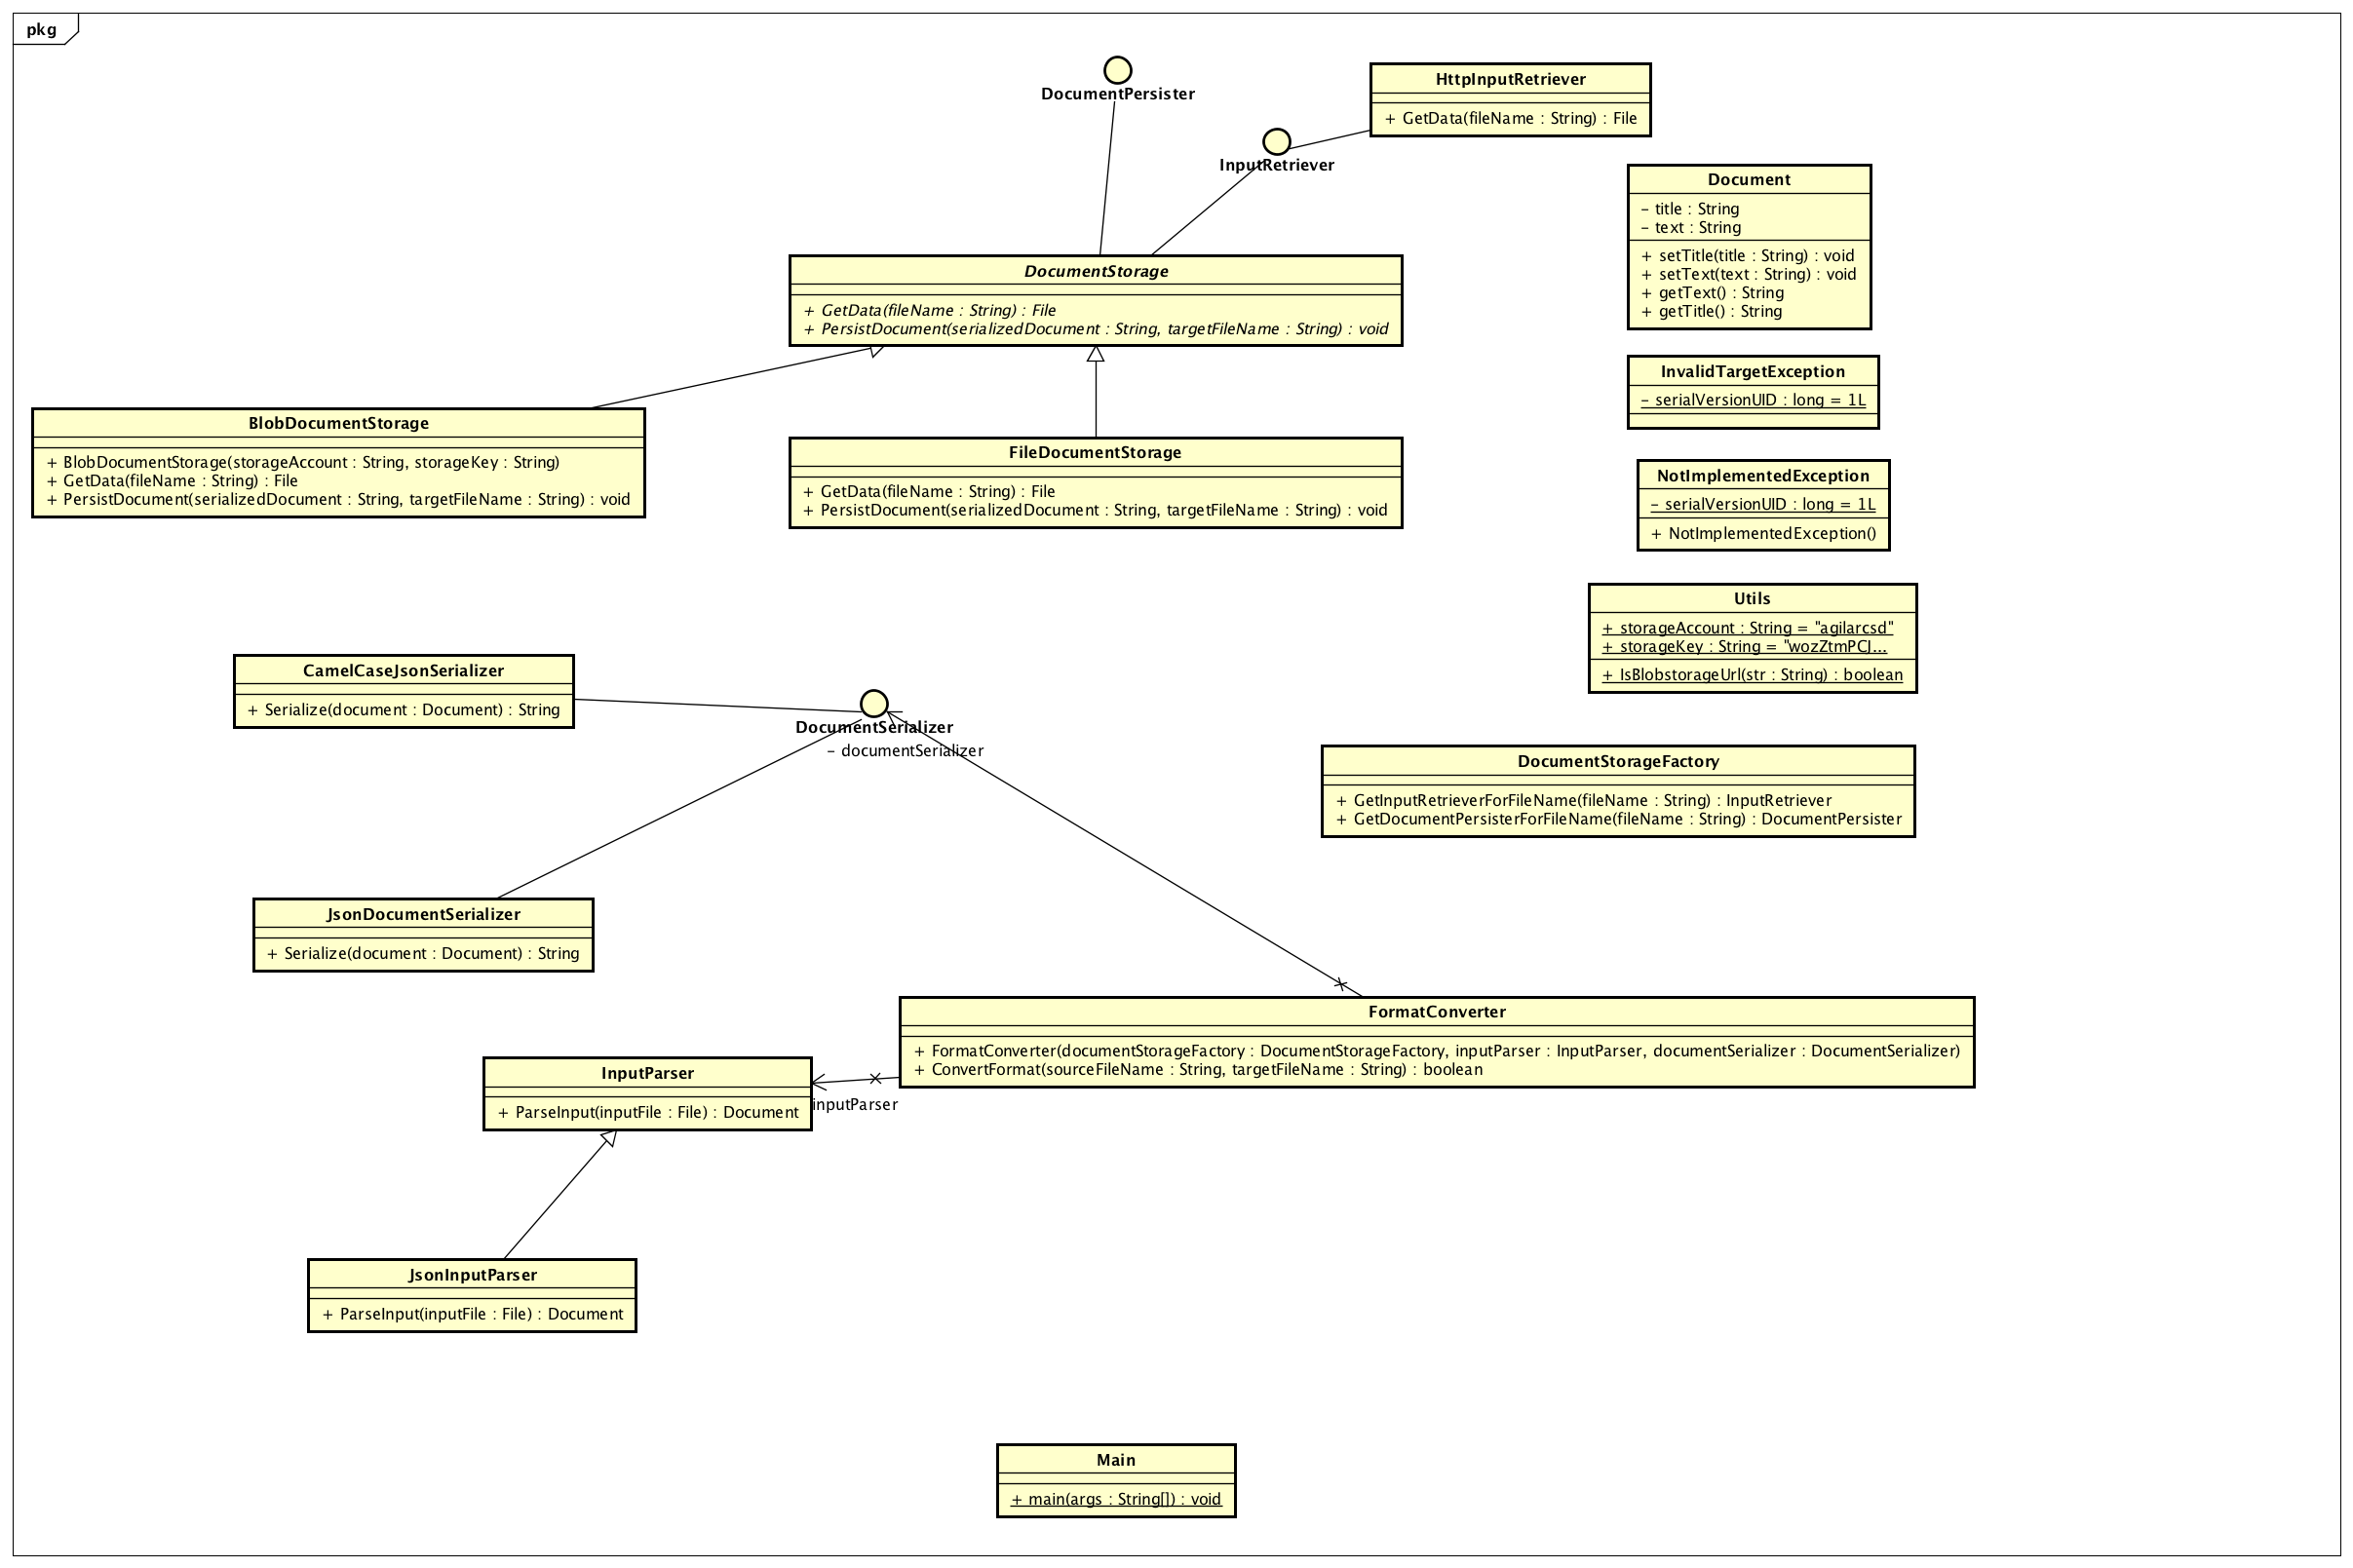 pkg
DocumentPersister
InputRetriever
HttpInputRetriever
+ GetData(fileName : String) : File
Document
- title : String
- text : String
+ setTitle(title : String) : void
+ setText(text : String) : void
+ getText() : String
+ getTitle() : String
DocumentStorage
+ GetData(fileName : String) : File
+ PersistDocument(serializedDocument : String, targetFileName : String) : void
InvalidTargetException
- serialVersionUID : long = 1L
BlobDocumentStorage
+ BlobDocumentStorage(storageAccount : String, storageKey : String)
+ GetData(fileName : String) : File
+ PersistDocument(serializedDocument : String, targetFileName : String) : void
FileDocumentStorage
+ GetData(fileName : String) : File
+ PersistDocument(serializedDocument : String, targetFileName : String) : void
NotImplementedException
- serialVersionUID : long = 1L
+ NotImplementedException()
Utils
+ storageAccount : String = "agilarcsd"
+ storageKey : String = "wozZtmPCJ...
+ IsBlobstorageUrl(str : String) : boolean
CamelCaseJsonSerializer
+ Serialize(document : Document) : String
DocumentSerializer
- documentSerializer
DocumentStorageFactory
+ GetInputRetrieverForFileName(fileName : String) : InputRetriever
+ GetDocumentPersisterForFileName(fileName : String) : DocumentPersister
JsonDocumentSerializer
+ Serialize(document : Document) : String
FormatConverter
+ FormatConverter(documentStorageFactory : DocumentStorageFactory, inputParser : InputParser, documentSerializer : DocumentSerializer)
+ ConvertFormat(sourceFileName : String, targetFileName : String) : boolean
InputParser
+ ParseInput(inputFile : File) : Document
inputParser
JsonInputParser
+ ParseInput(inputFile : File) : Document
Main
+ main(args : String[]) : void